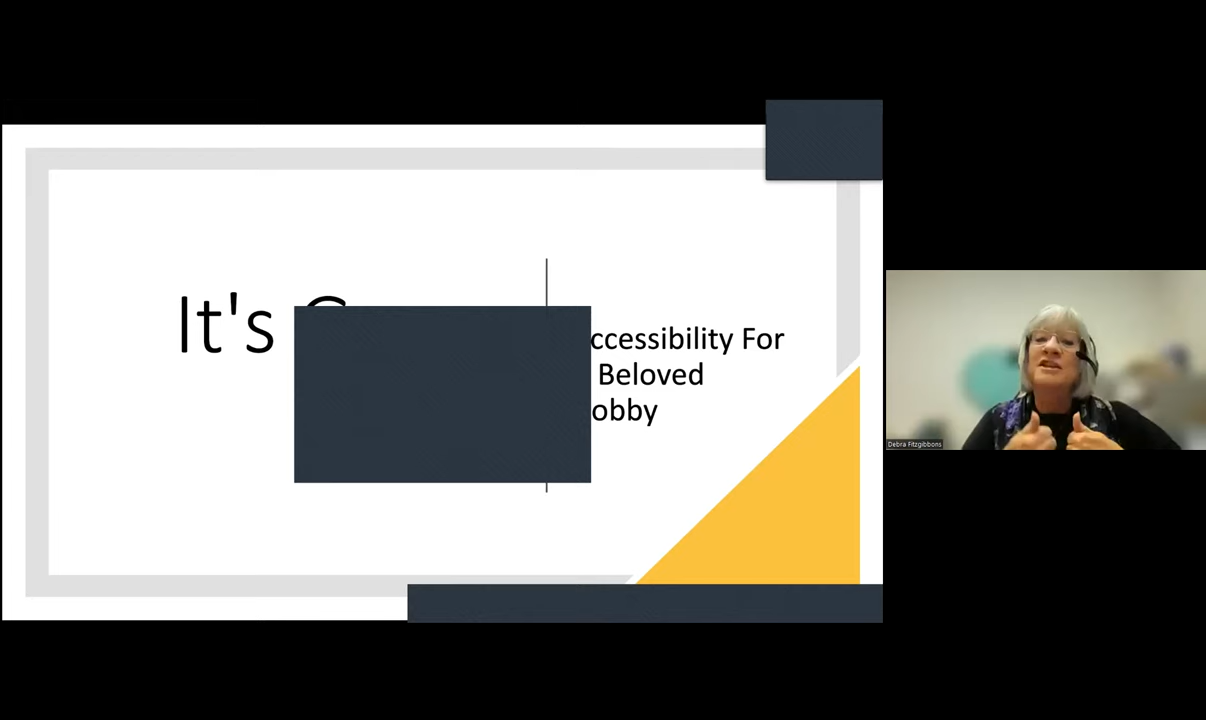 It's
ccessibility For
Beloved
obby
Debra Fitzgibbons